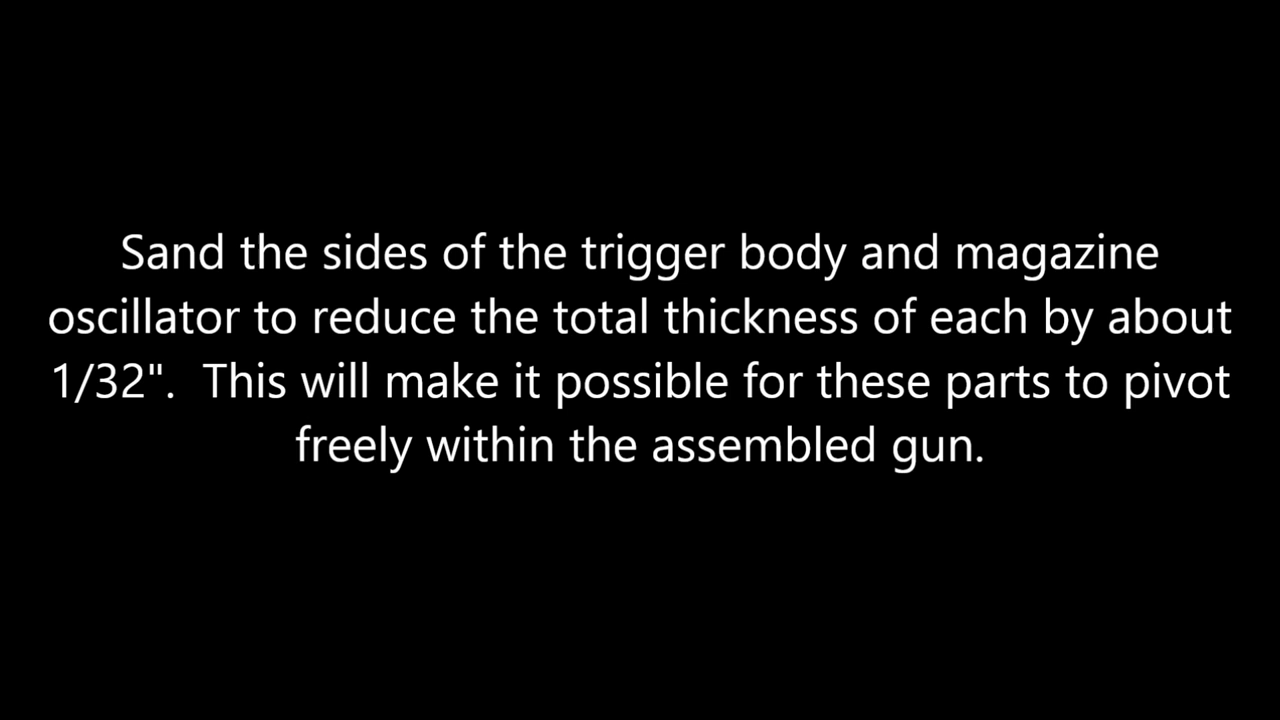 Sand the sides of the trigger body and magazine
oscillator to reduce the total thickness of each by about
1/32".  This will make it possible for these parts to pivot
freely within the assembled gun.